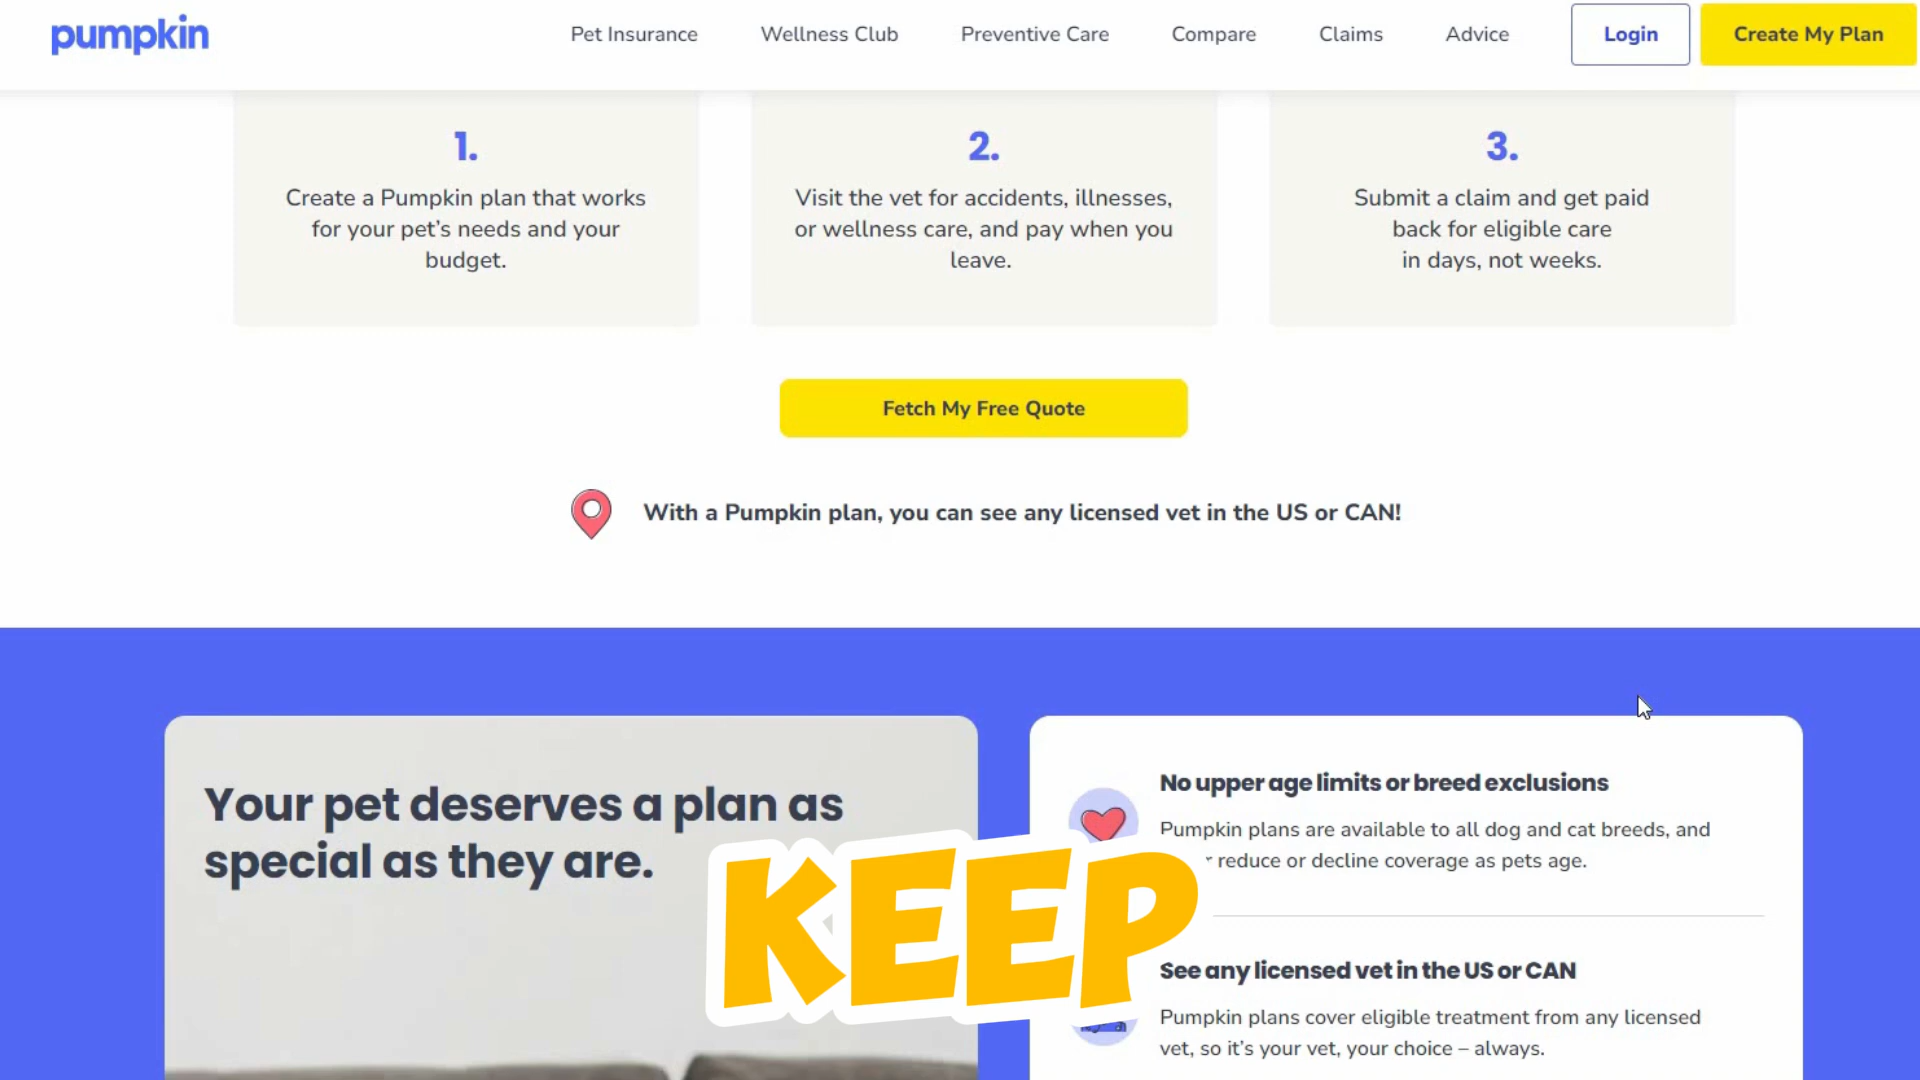 pumpkin
Pet Insurance
Wellness Club
Preventive Care
Compare
Claims
Advice
Login
Create My Plan
1.
Create a Pumpkin plan that works
for your pet’s needs and your
budget.
2.
Visit the vet for accidents, illnesses,
or wellness care, and pay when you
leave.
3.
Submit a claim and get paid
back for eligible care
in days, not weeks.
Fetch My Free Quote
With a Pumpkin plan, you can see any licensed vet in the US or CAN!
Your pet deserves a plan as
special as they are.
No upper age limits or breed exclusions
Pumpkin plans are available to all dog and cat breeds, and
reduce or decline coverage as pets age.
See any licensed vet in the US or CAN
Pumpkin plans cover eligible treatment from any licensed
vet, so it’s your vet, your choice – always.
KEEP